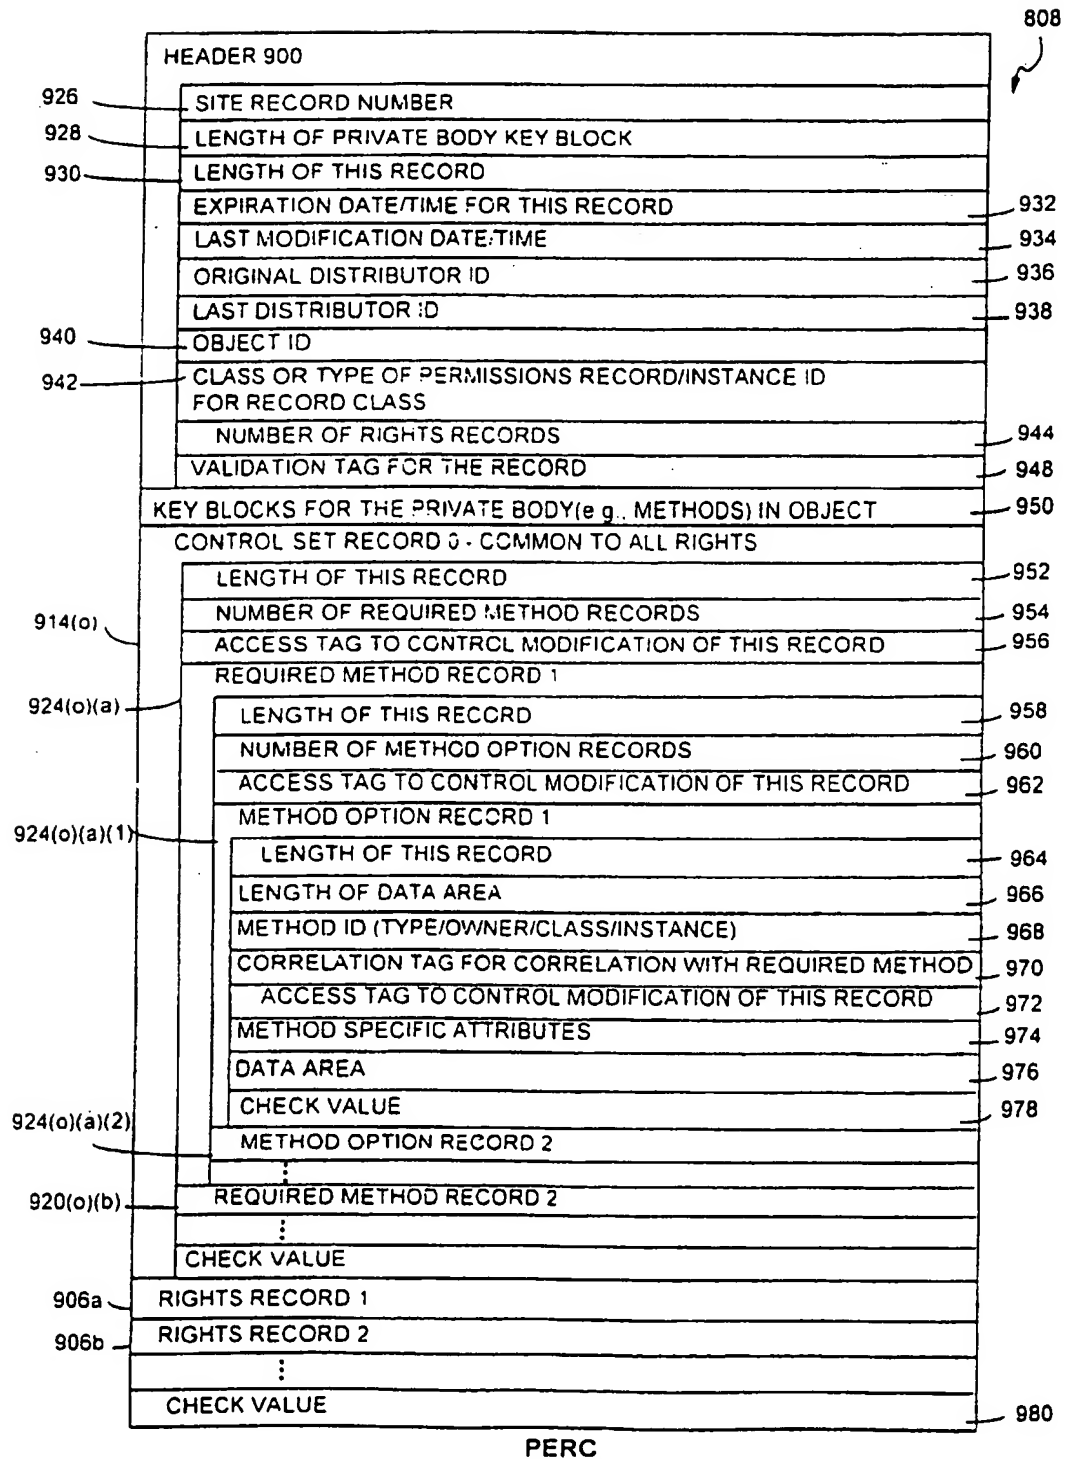 808
HEADER 900
926 SITE RECORD NUMBER
928 LENGTH OF PRIVATE BODY KEY BLOCK
930 LENGTH OF THIS RECORD
EXPIRATION DATE/TIME FOR THIS RECORD 932
LAST MODIFICATION DATE/TIME 934
ORIGINAL DISTRIBUTOR ID 936
LAST DISTRIBUTOR ID 938
940 OBJECT ID
942 CLASS OR TYPE OF PERMISSIONS RECORD/INSTANCE ID
FOR RECORD CLASS
NUMBER OF RIGHTS RECORDS 944
VALIDATION TAG FOR THE RECORD 948
KEY BLOCKS FOR THE PRIVATE BODY(e g., METHODS) IN OBJECT 950
CONTROL SET RECORD 0 - COMMON TO ALL RIGHTS
LENGTH OF THIS RECORD 952
914(o) NUMBER OF REQUIRED METHOD RECORDS 954
ACCESS TAG TO CONTROL MODIFICATION OF THIS RECORD 956
REQUIRED METHOD RECORD 1
924(o)(a) LENGTH OF THIS RECORD 958
NUMBER OF METHOD OPTION RECORDS 960
ACCESS TAG TO CONTROL MODIFICATION OF THIS RECORD 962
METHOD OPTION RECORD 1
924(o)(a)(1) LENGTH OF THIS RECORD 964
LENGTH OF DATA AREA 966
METHOD ID (TYPE/OWNER/CLASS/INSTANCE) 968
CORRELATION TAG FOR CORRELATION WITH REQUIRED METHOD 970
ACCESS TAG TO CONTROL MODIFICATION OF THIS RECORD 972
METHOD SPECIFIC ATTRIBUTES 974
DATA AREA 976
CHECK VALUE 978
924(o)(a)(2) METHOD OPTION RECORD 2
920(o)(b) REQUIRED METHOD RECORD 2
CHECK VALUE
906a RIGHTS RECORD 1
906b RIGHTS RECORD 2
CHECK VALUE 980
PERC